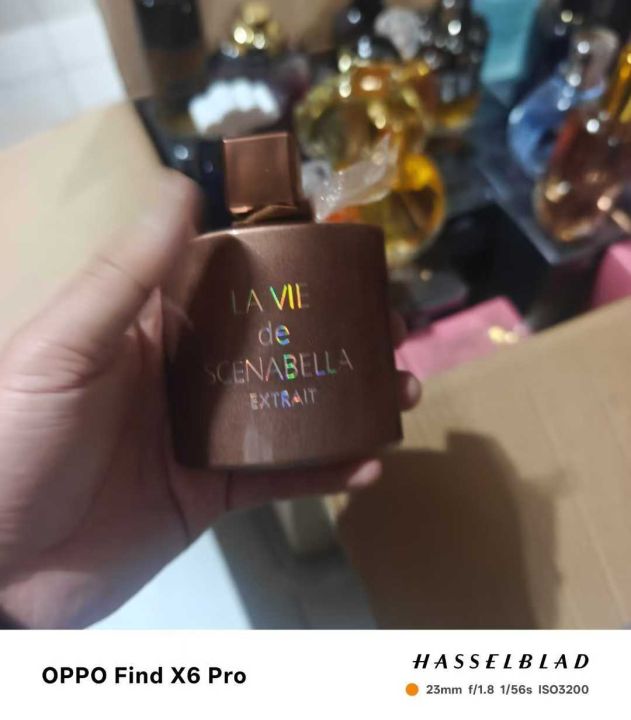 LA VIE
de
SCENABELLA
EXTRAIT
OPPO Find X6 Pro
HASSELBLAD
23mm f/1.8 1/56s ISO3200